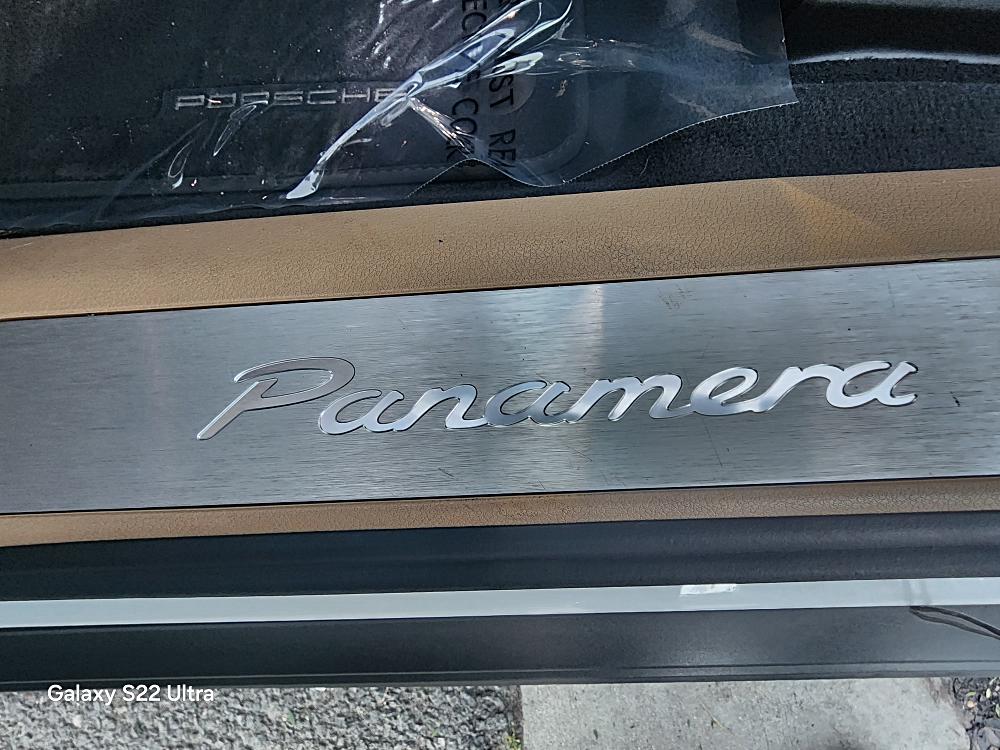 PORSCHE
Panamera
Galaxy S22 Ultra